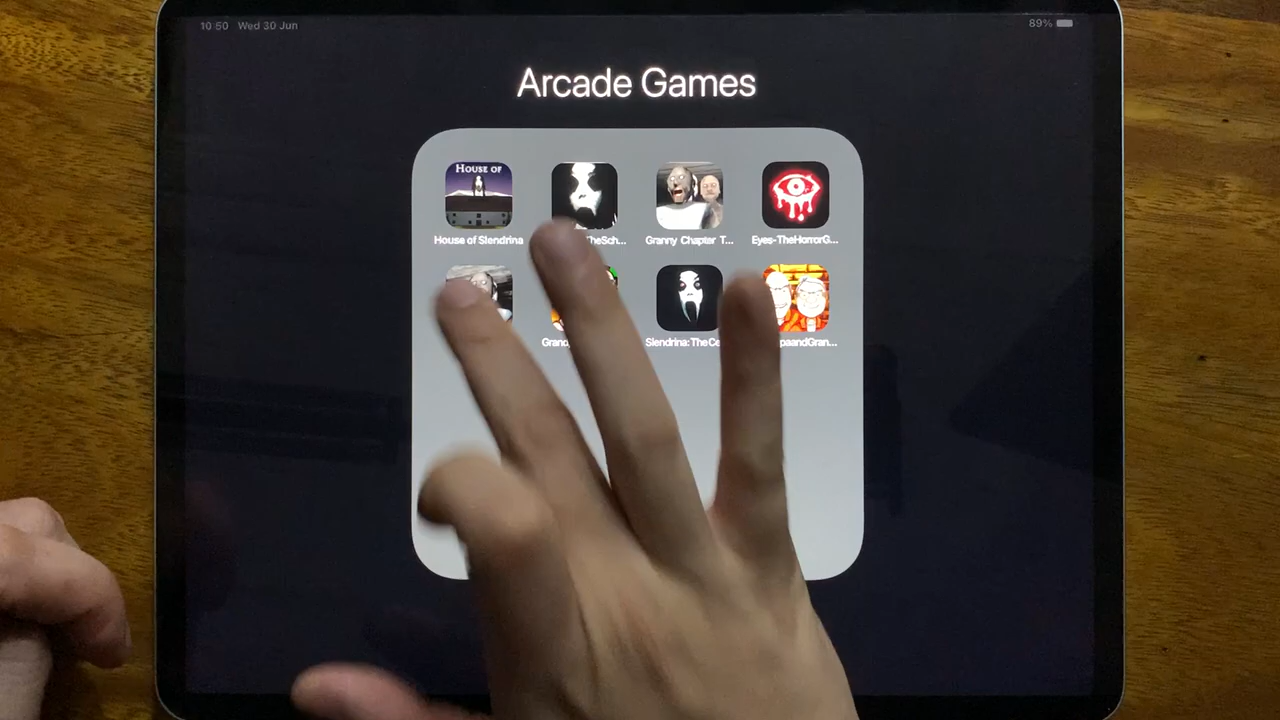 10:50 Wed 30 Jun
89%
Arcade Games
HOUSE OF
House of Slendrina
TheSch...
Granny Chapter T...
Eyes-TheHorrorG...
Slendrina:TheCe
paandGran...